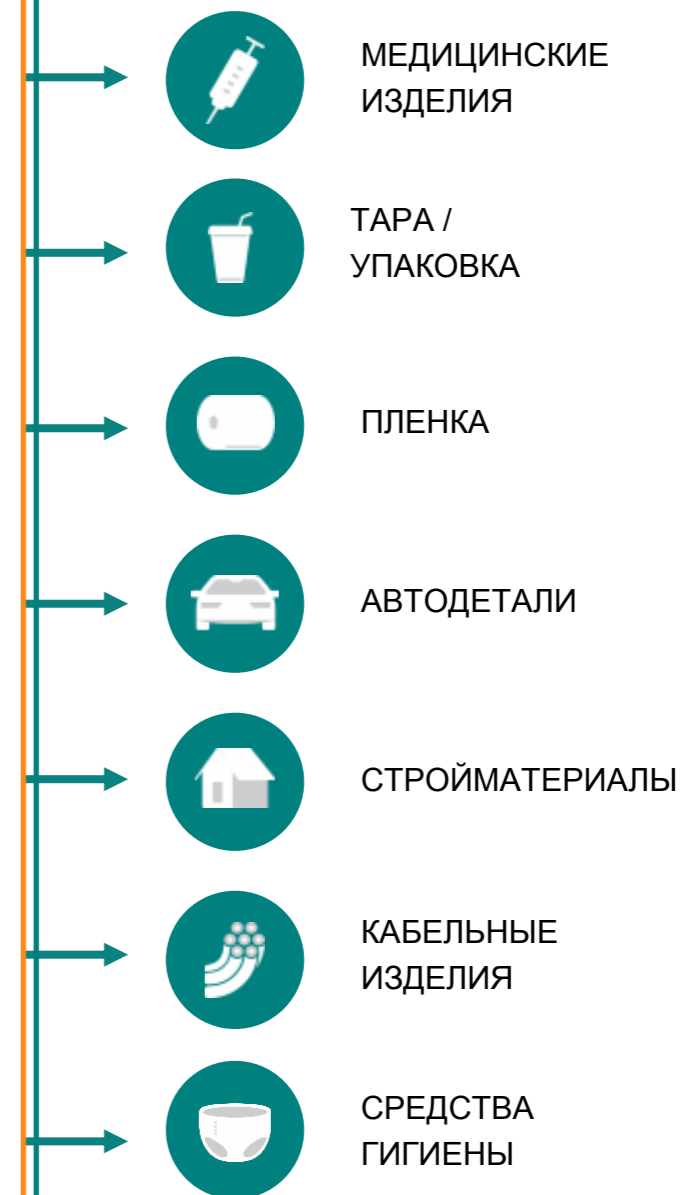 МЕДИЦИНСКИЕ
ИЗДЕЛИЯ
ТАРА /
УПАКОВКА
ПЛЕНКА
АВТОДЕТАЛИ
СТРОЙМАТЕРИАЛЫ
КАБЕЛЬНЫЕ
ИЗДЕЛИЯ
СРЕДСТВА
ГИГИЕНЫ